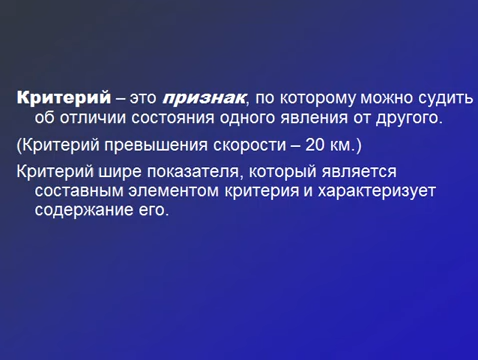 Критерий – это признак, по которому можно судить
об отличии состояния одного явления от другого.
(Критерий превышения скорости – 20 км.)
Критерий шире показателя, который является
составным элементом критерия и характеризует
содержание его.